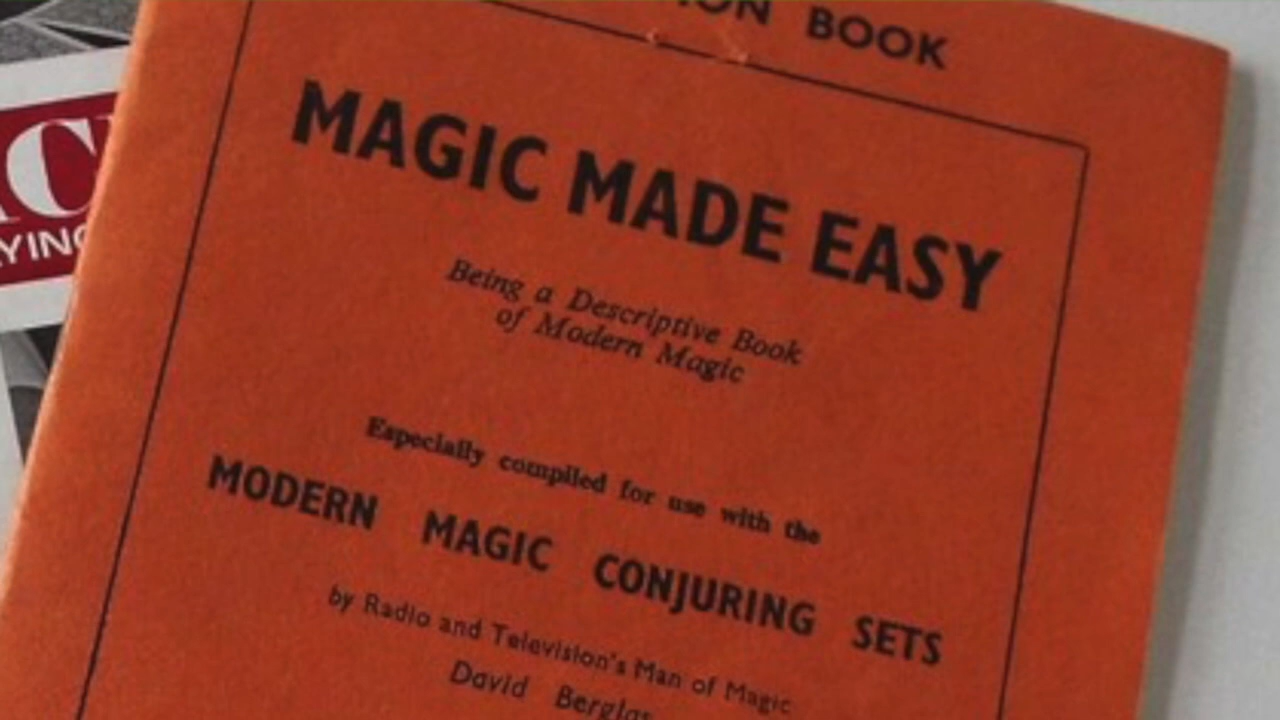 BOOK
MAGIC MADE EASY
Being a Descriptive Book
of Modern Magic
Especially compiled for use with the
MODERN MAGIC CONJURING SETS
by Radio and Television's Man of Magic
David